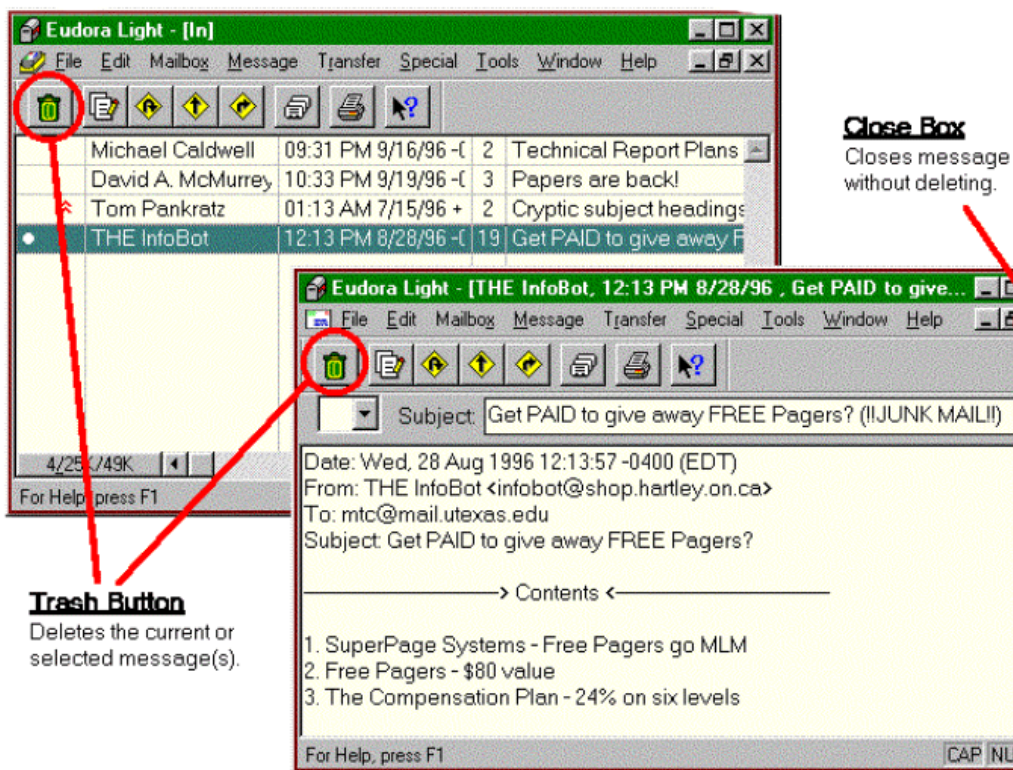 Eudora Light - [In]
File Edit Mailbox Message Transfer Special Tools Window Help
Michael Caldwell 09:31 PM 9/16/96 -( 2 Technical Report Plans
David A. McMurrey 10:33 PM 9/19/96 -( 3 Papers are back!
Tom Pankratz 01:13 AM 7/15/96 + 2 Cryptic subject headings
THE InfoBot 12:13 PM 8/28/96 -( 19 Get PAID to give away F
4/25K/49K
For Help, press F1
Close Box
Closes message
without deleting.
Eudora Light - [THE InfoBot, 12:13 PM 8/28/96 , Get PAID to give...
File Edit Mailbox Message Transfer Special Tools Window Help
Subject: Get PAID to give away FREE Pagers? (!!JUNK MAIL!!)
Date: Wed, 28 Aug 1996 12:13:57 -0400 (EDT)
From: THE InfoBot <infobot@shop.hartley.on.ca>
To: mtc@mail.utexas.edu
Subject: Get PAID to give away FREE Pagers?
> Contents <
1. SuperPage Systems - Free Pagers go MLM
2. Free Pagers - $80 value
3. The Compensation Plan - 24% on six levels
For Help, press F1
CAP NU
Trash Button
Deletes the current or
selected message(s).